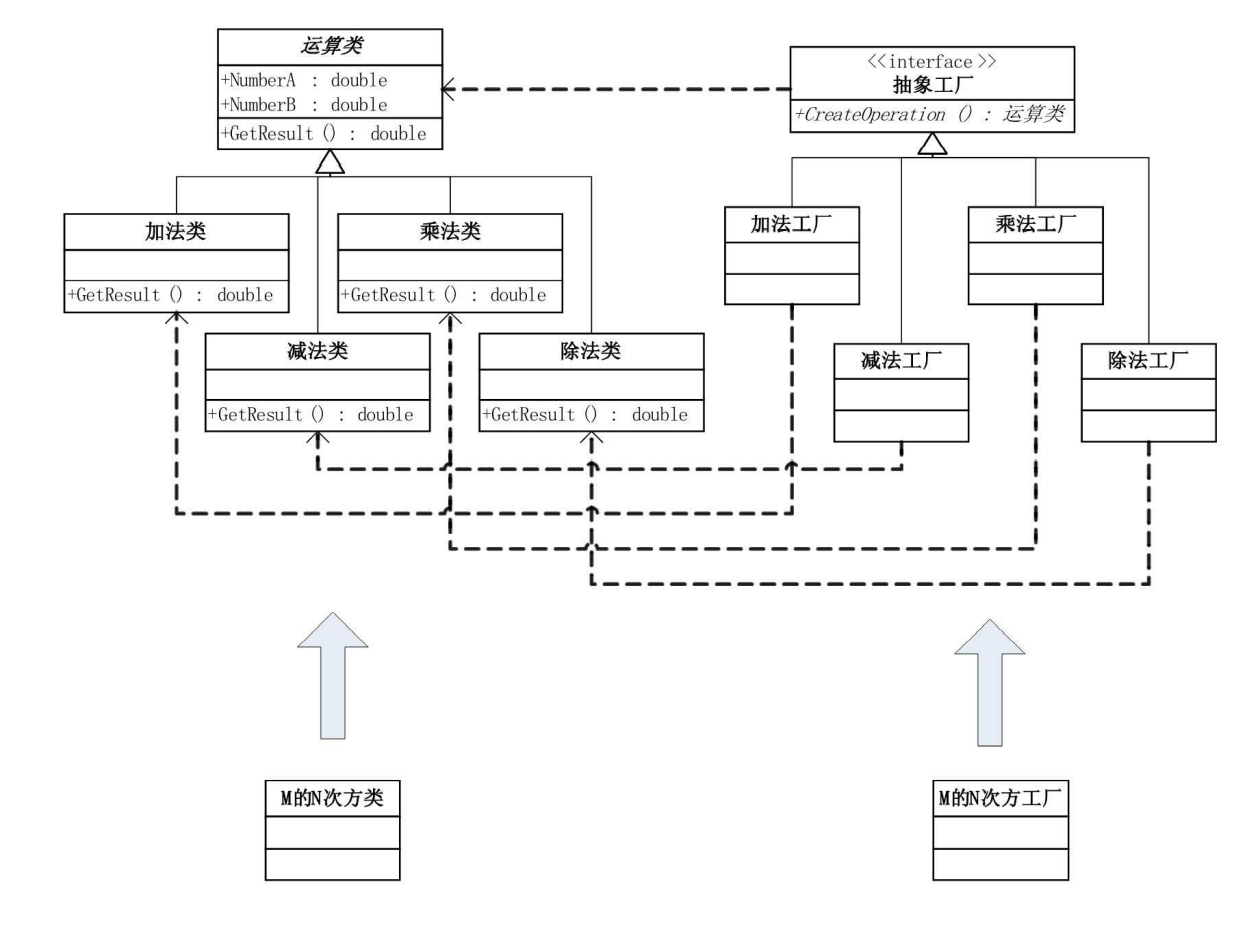 运算类
+NumberA : double
+NumberB : double
+GetResult () : double
<<interface>>
抽象工厂
+CreateOperation () : 运算类
加法类
+GetResult () : double
乘法类
+GetResult () : double
减法类
+GetResult () : double
除法类
+GetResult () : double
加法工厂
乘法工厂
减法工厂
除法工厂
M的N次方类
M的N次方工厂